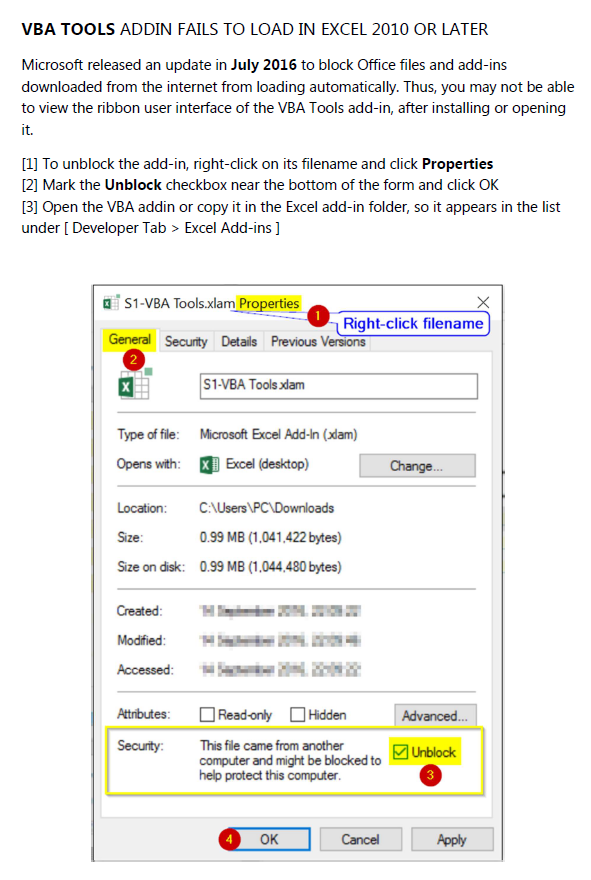 VBA TOOLS ADDIN FAILS TO LOAD IN EXCEL 2010 OR LATER
Microsoft released an update in July 2016 to block Office files and add-ins
downloaded from the internet from loading automatically. Thus, you may not be able
to view the ribbon user interface of the VBA Tools add-in, after installing or opening
it.
[1] To unblock the add-in, right-click on its filename and click Properties
[2] Mark the Unblock checkbox near the bottom of the form and click OK
[3] Open the VBA addin or copy it in the Excel add-in folder, so it appears in the list
under [ Developer Tab > Excel Add-ins ]
S1-VBA Tools.xlam Properties
1
Right-click filename
General Security Details Previous Versions
2
S1-VBA Tools.xlam
Type of file: Microsoft Excel Add-In (.xlam)
Opens with: Excel (desktop) Change...
Location: C:\Users\PC\Downloads
Size: 0.99 MB (1,041,422 bytes)
Size on disk: 0.99 MB (1,044,480 bytes)
Created:
Modified:
Accessed:
Attributes: Read-only Hidden Advanced...
Security: This file came from another
computer and might be blocked to
help protect this computer.
Unblock
3
4 OK Cancel Apply